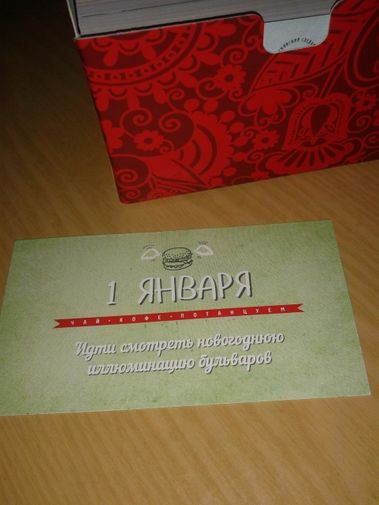 1 ЯНВАРЯ
ЧАЙ • КОФЕ • ПОТАНЦУЕМ
Идти смотреть новогоднюю
иллюминацию бульваров